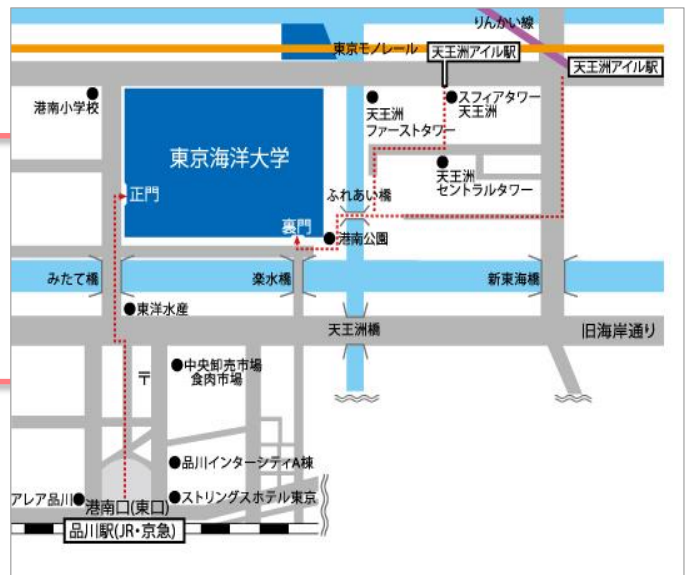 りんかい線
東京モノレール
天王洲アイル駅
天王洲アイル駅
港南小学校
天王洲
ファーストタワー
スフィアタワー
天王洲
東京海洋大学
天王洲
セントラルタワー
正門
ふれあい橋
裏門
港南公園
みたて橋
楽水橋
新東海橋
東洋水産
天王洲橋
旧海岸通り
〒
中央卸売市場
食肉市場
品川インターシティA棟
アレア品川
ストリングスホテル東京
港南口(東口)
品川駅(JR・京急)